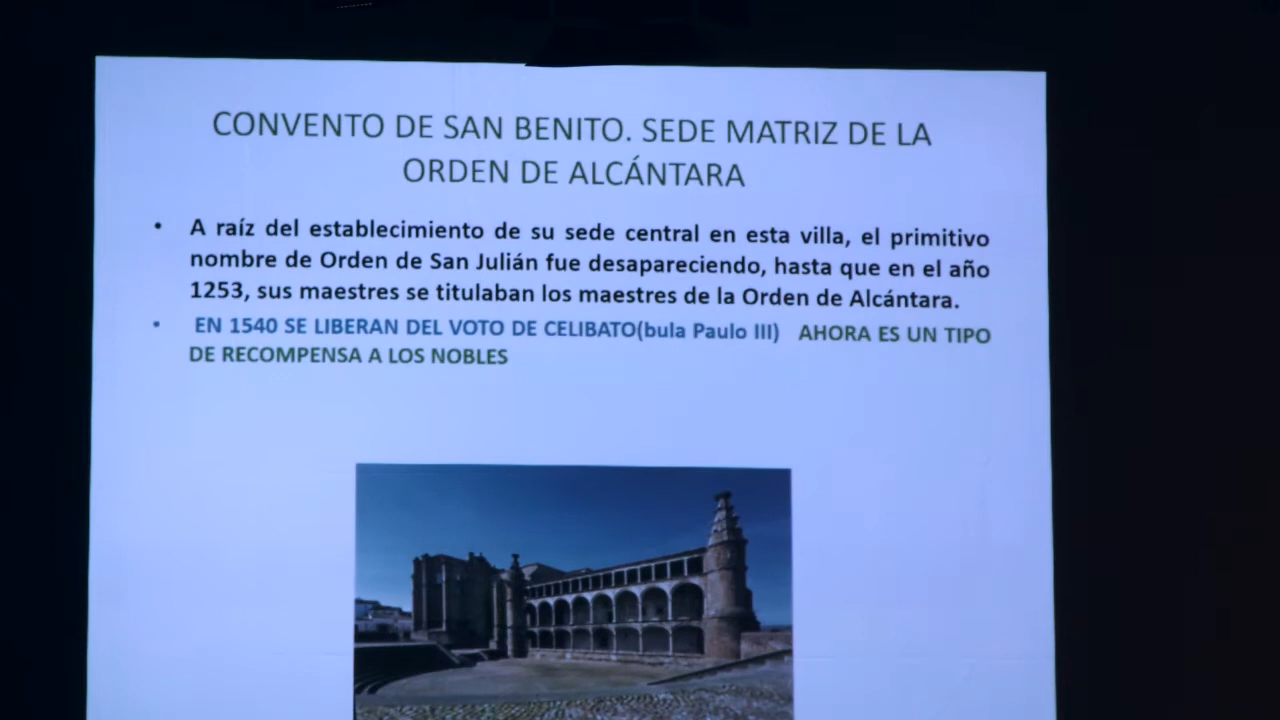 CONVENTO DE SAN BENITO. SEDE MATRIZ DE LA
ORDEN DE ALCÁNTARA
• A raíz del establecimiento de su sede central en esta villa, el primitivo
nombre de Orden de San Julián fue desapareciendo, hasta que en el año
1253, sus maestres se titulaban los maestres de la Orden de Alcántara.
• EN 1540 SE LIBERAN DEL VOTO DE CELIBATO(bula Paulo III) AHORA ES UN TIPO
DE RECOMPENSA A LOS NOBLES